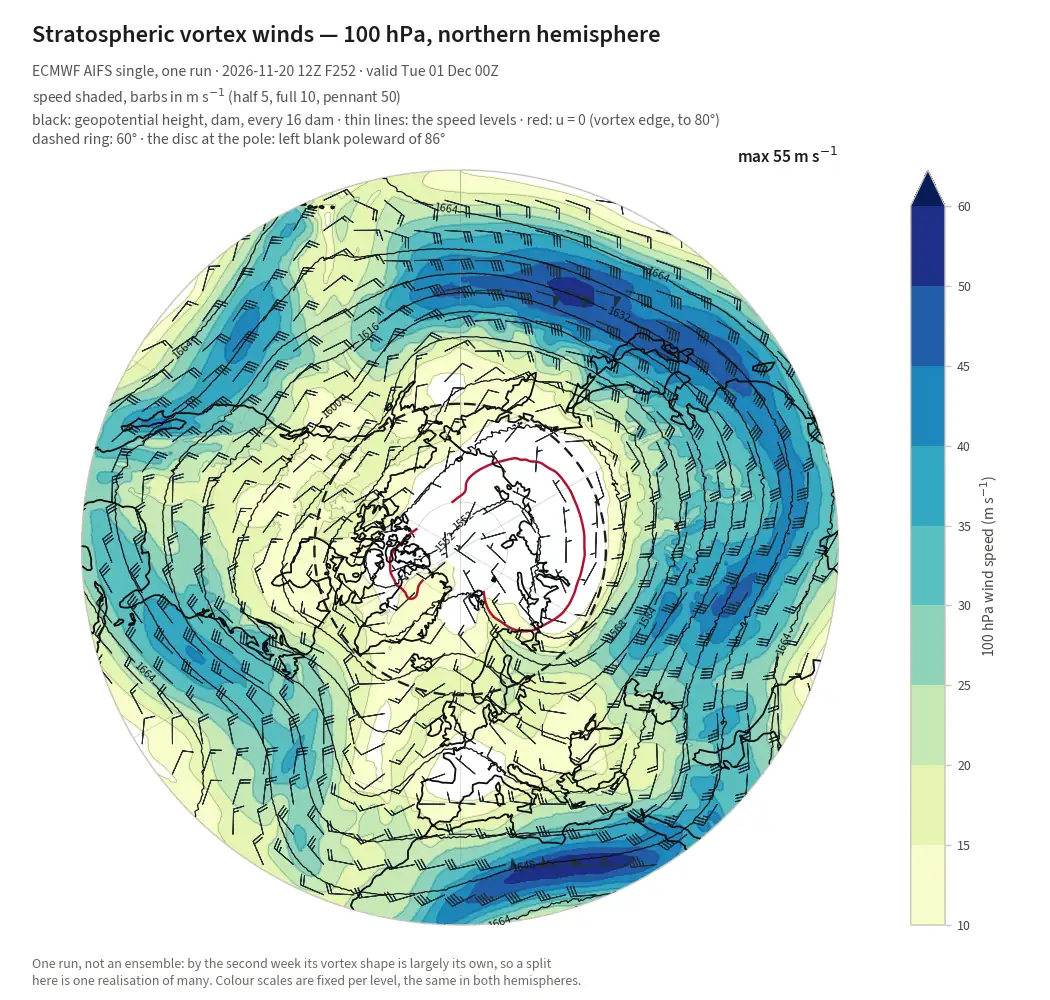 Stratospheric vortex winds — 100 hPa, northern hemisphere
ECMWF AIFS single, one run · 2026-11-20 12Z F252 · valid Tue 01 Dec 00Z
speed shaded, barbs in m s⁻¹ (half 5, full 10, pennant 50)
black: geopotential height, dam, every 16 dam · thin lines: the speed levels · red: u = 0 (vortex edge, to 80°)
dashed ring: 60° · the disc at the pole: left blank poleward of 86°
max 55 m s⁻¹
1664
1664
1632
1616
1664
1600
1552
1552
1568
1584
1664
1664
1648
1664
60
50
45
40
35
30
25
20
15
10
100 hPa wind speed (m s⁻¹)
One run, not an ensemble: by the second week its vortex shape is largely its own, so a split
here is one realisation of many. Colour scales are fixed per level, the same in both hemispheres.